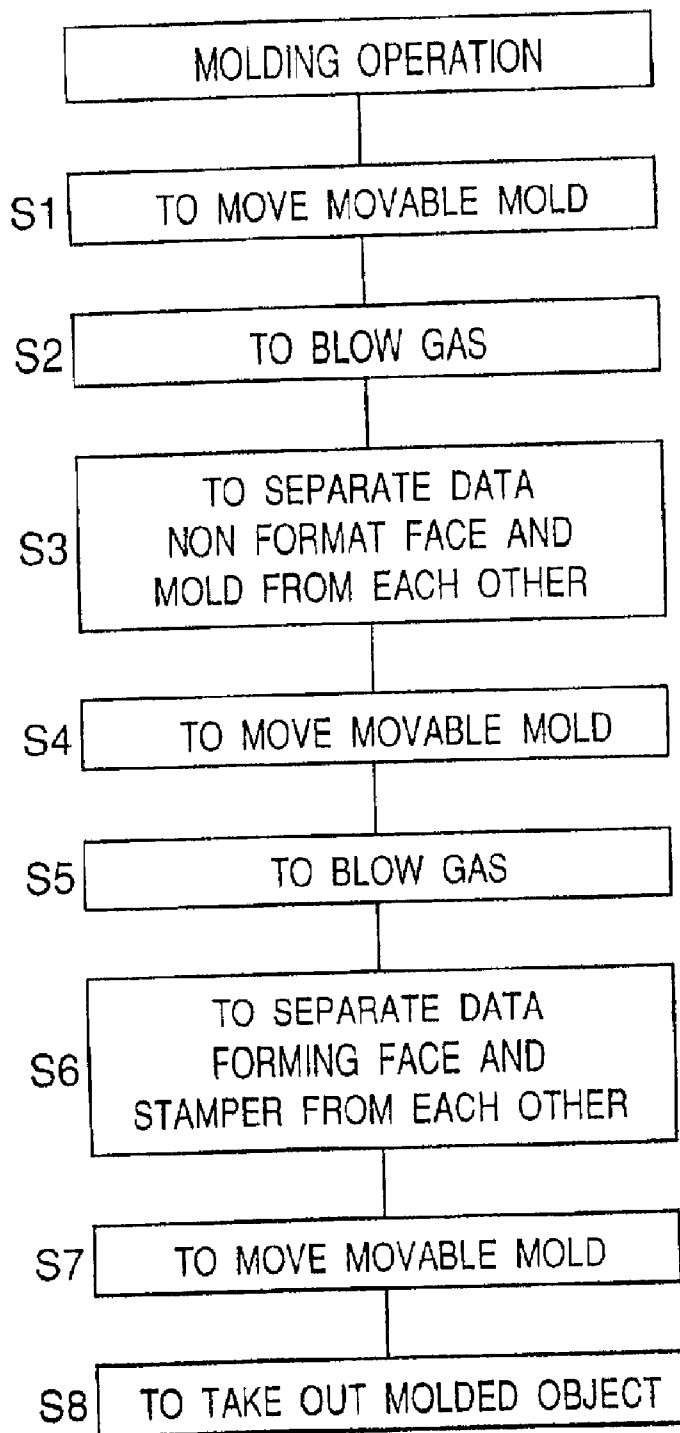 MOLDING OPERATION
S1 TO MOVE MOVABLE MOLD
S2 TO BLOW GAS
TO SEPARATE DATA
S3 NON FORMAT FACE AND
MOLD FROM EACH OTHER
S4 TO MOVE MOVABLE MOLD
S5 TO BLOW GAS
TO SEPARATE DATA
S6 FORMING FACE AND
STAMPER FROM EACH OTHER
S7 TO MOVE MOVABLE MOLD
S8 TO TAKE OUT MOLDED OBJECT